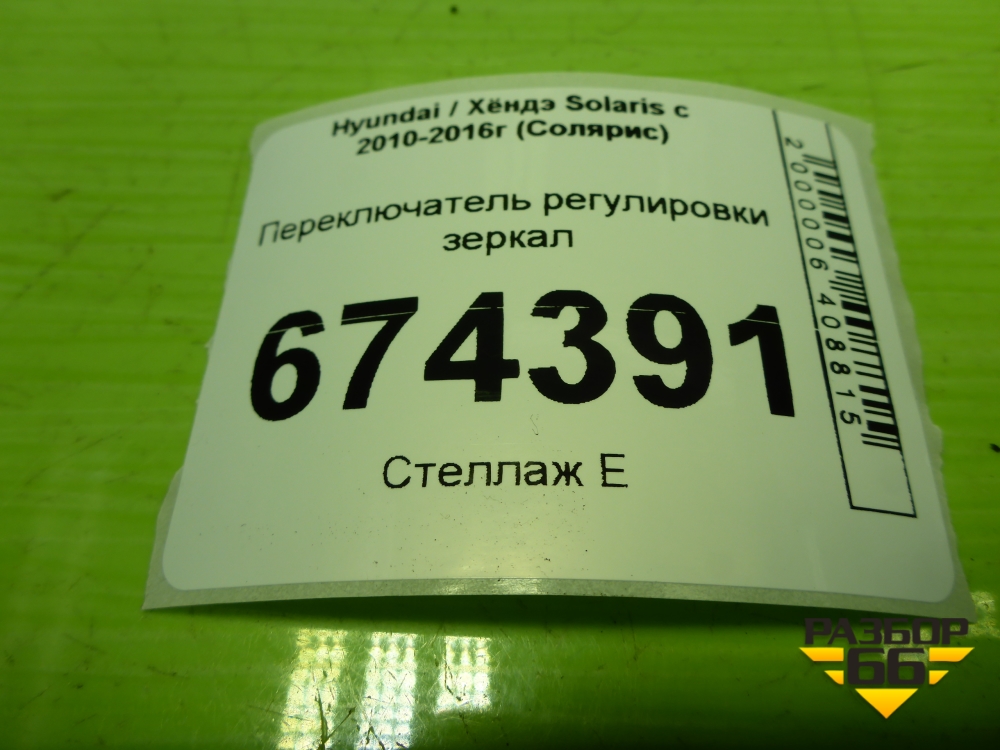 Hyundai / Хёндэ Solaris с
2010-2016г (Солярис)
Переключатель регулировки
зеркал
674391
Стеллаж Е
2000006408815
РАЗБОР
66